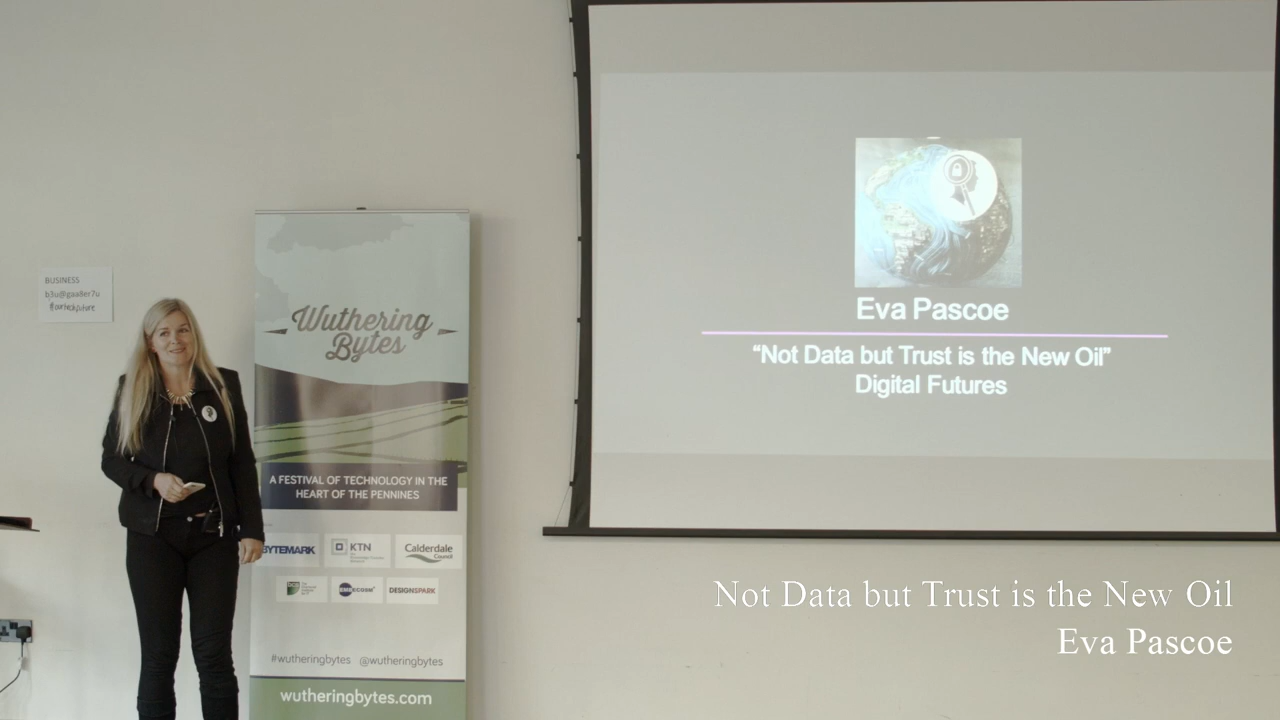 BUSINESS
#ourtechfuture
Wuthering
Bytes
A FESTIVAL OF TECHNOLOGY IN THE
HEART OF THE PENNINES
BYTEMARK
KTN
Calderdale
Council
EMBECOSM
DESIGNSPARK
#wutheringbytes @wutheringbytes
wutheringbytes.com
Eva Pascoe
“Not Data but Trust is the New Oil”
Digital Futures
Not Data but Trust is the New Oil
Eva Pascoe